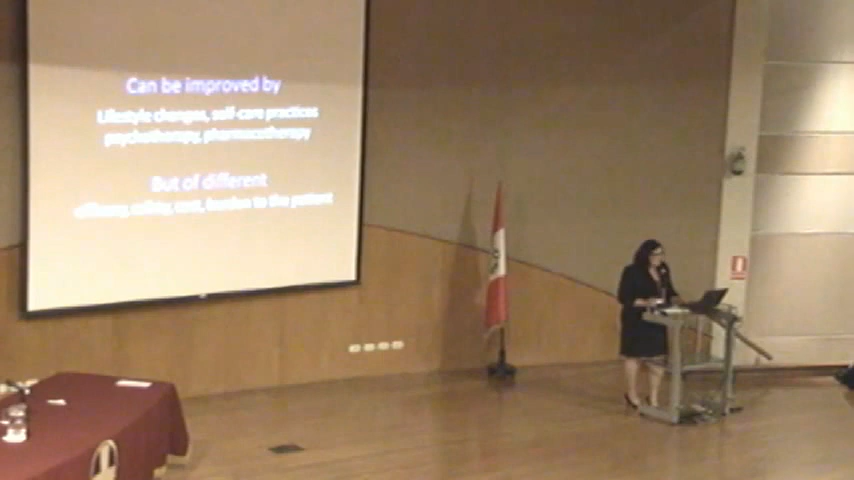 Can be improved by
Lifestyle changes, self-care practices
psychotherapy, pharmacotherapy
But of different
efficacy, safety, cost, burden to the patient